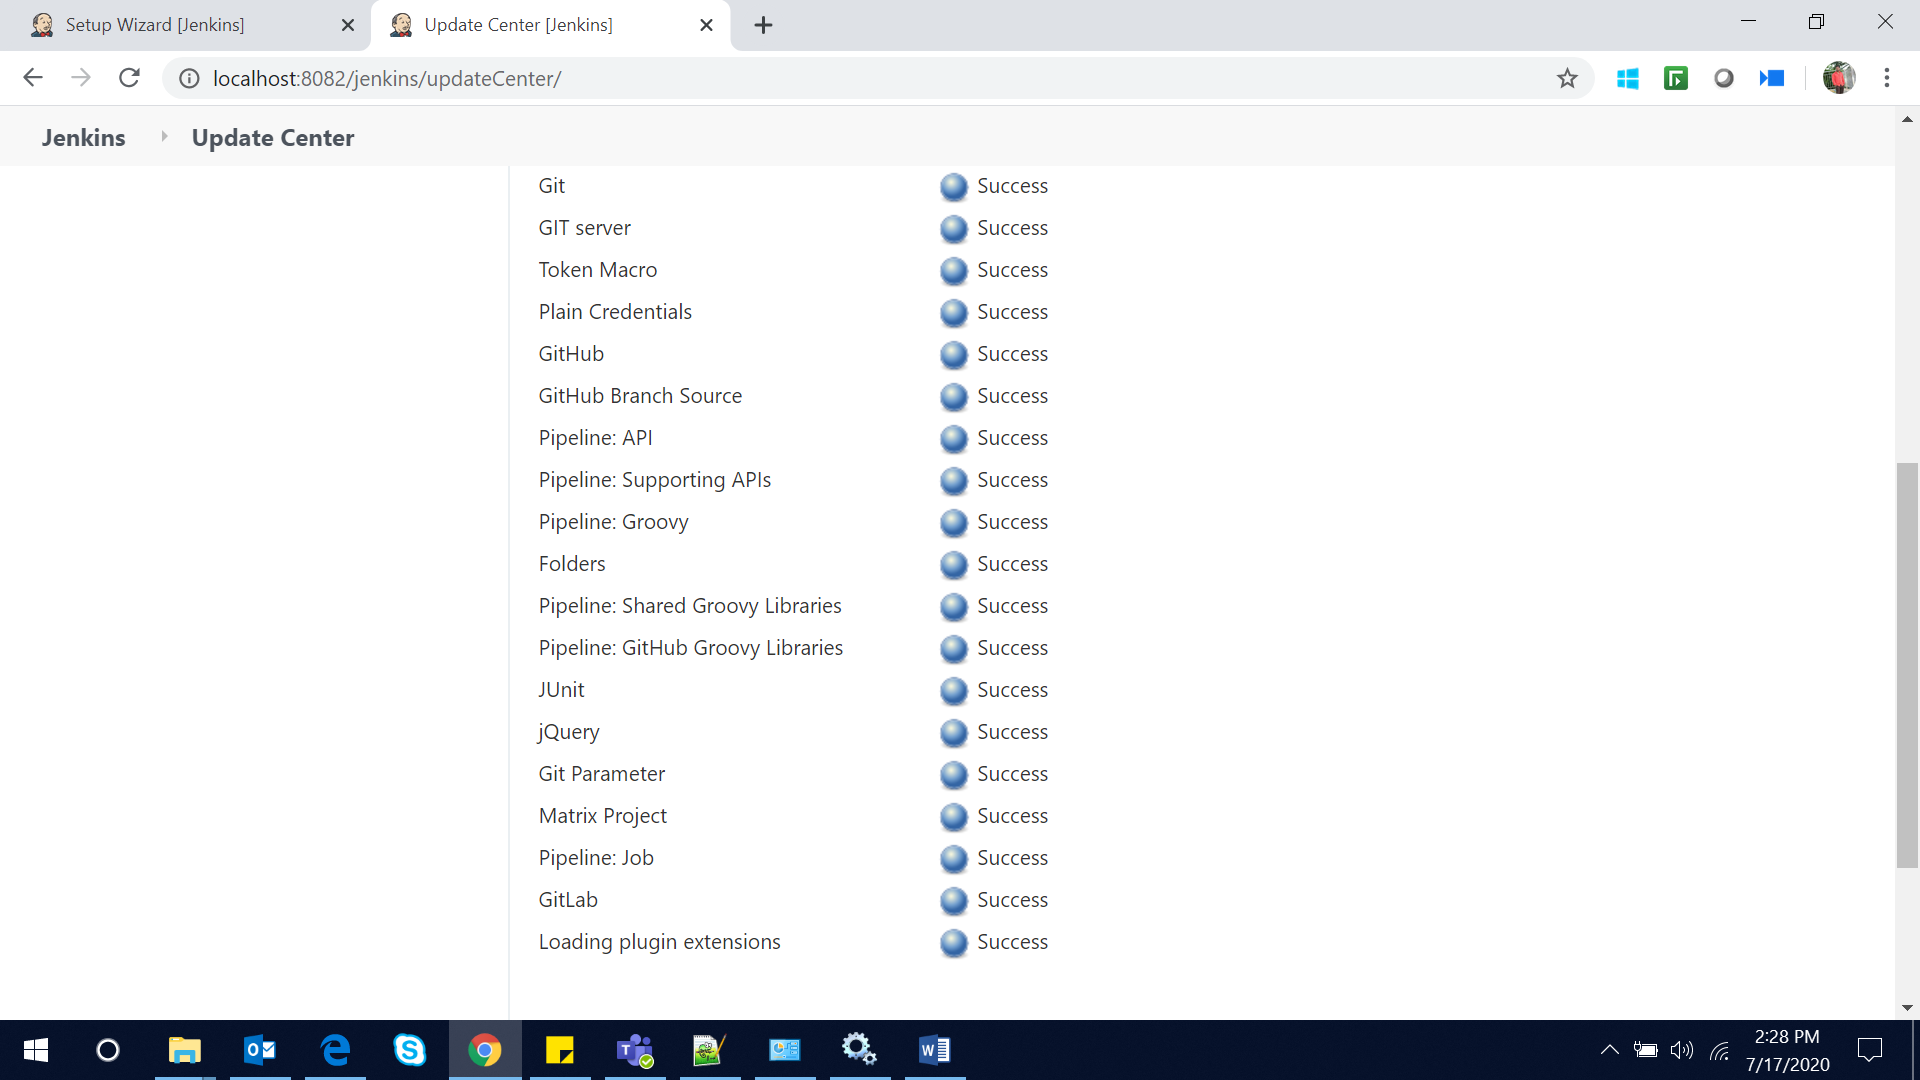 Setup Wizard [Jenkins]
Update Center [Jenkins]
localhost:8082/jenkins/updateCenter/
Jenkins
Update Center
Git Success
GIT server Success
Token Macro Success
Plain Credentials Success
GitHub Success
GitHub Branch Source Success
Pipeline: API Success
Pipeline: Supporting APIs Success
Pipeline: Groovy Success
Folders Success
Pipeline: Shared Groovy Libraries Success
Pipeline: GitHub Groovy Libraries Success
JUnit Success
jQuery Success
Git Parameter Success
Matrix Project Success
Pipeline: Job Success
GitLab Success
Loading plugin extensions Success
2:28 PM
7/17/2020